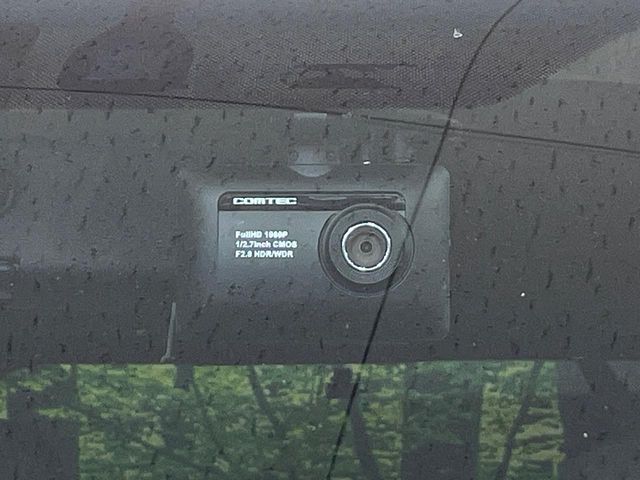 COMTEC
FullHD 1080P
1/2.7inch CMOS
F2.0 HDR/WDR